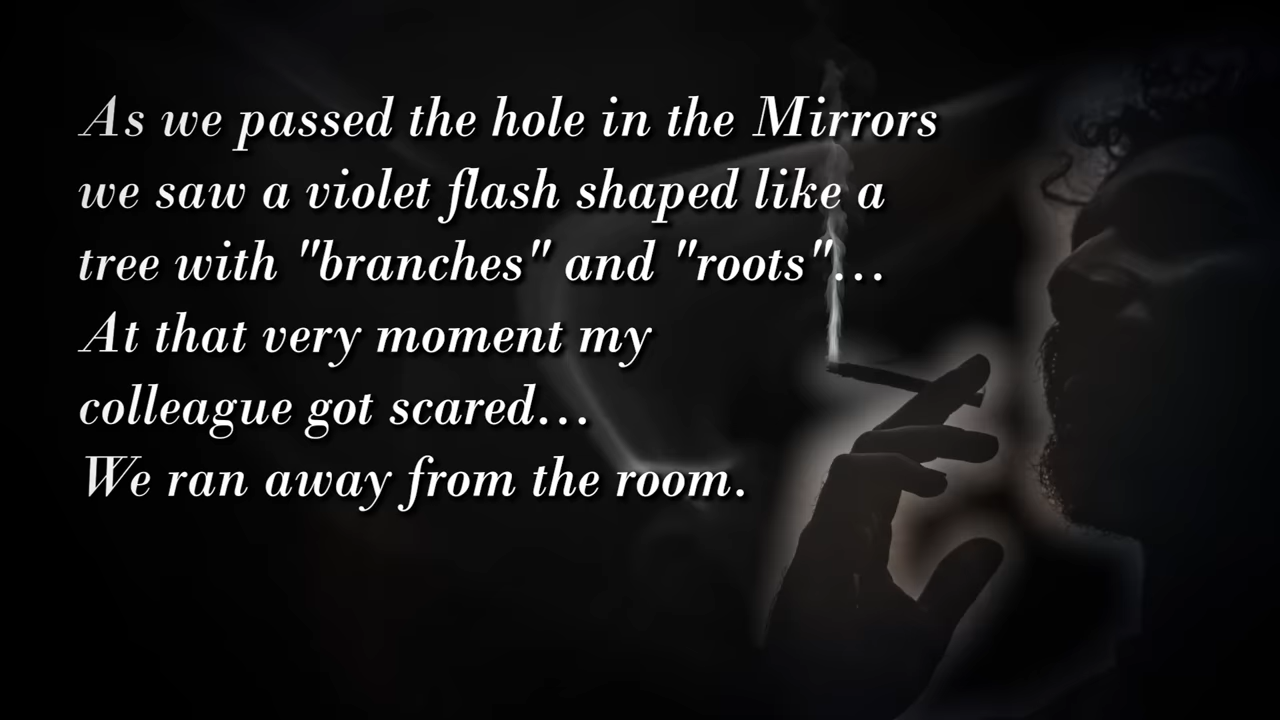 As we passed the hole in the Mirrors
we saw a violet flash shaped like a
tree with "branches" and "roots"...
At that very moment my
colleague got scared...
We ran away from the room.